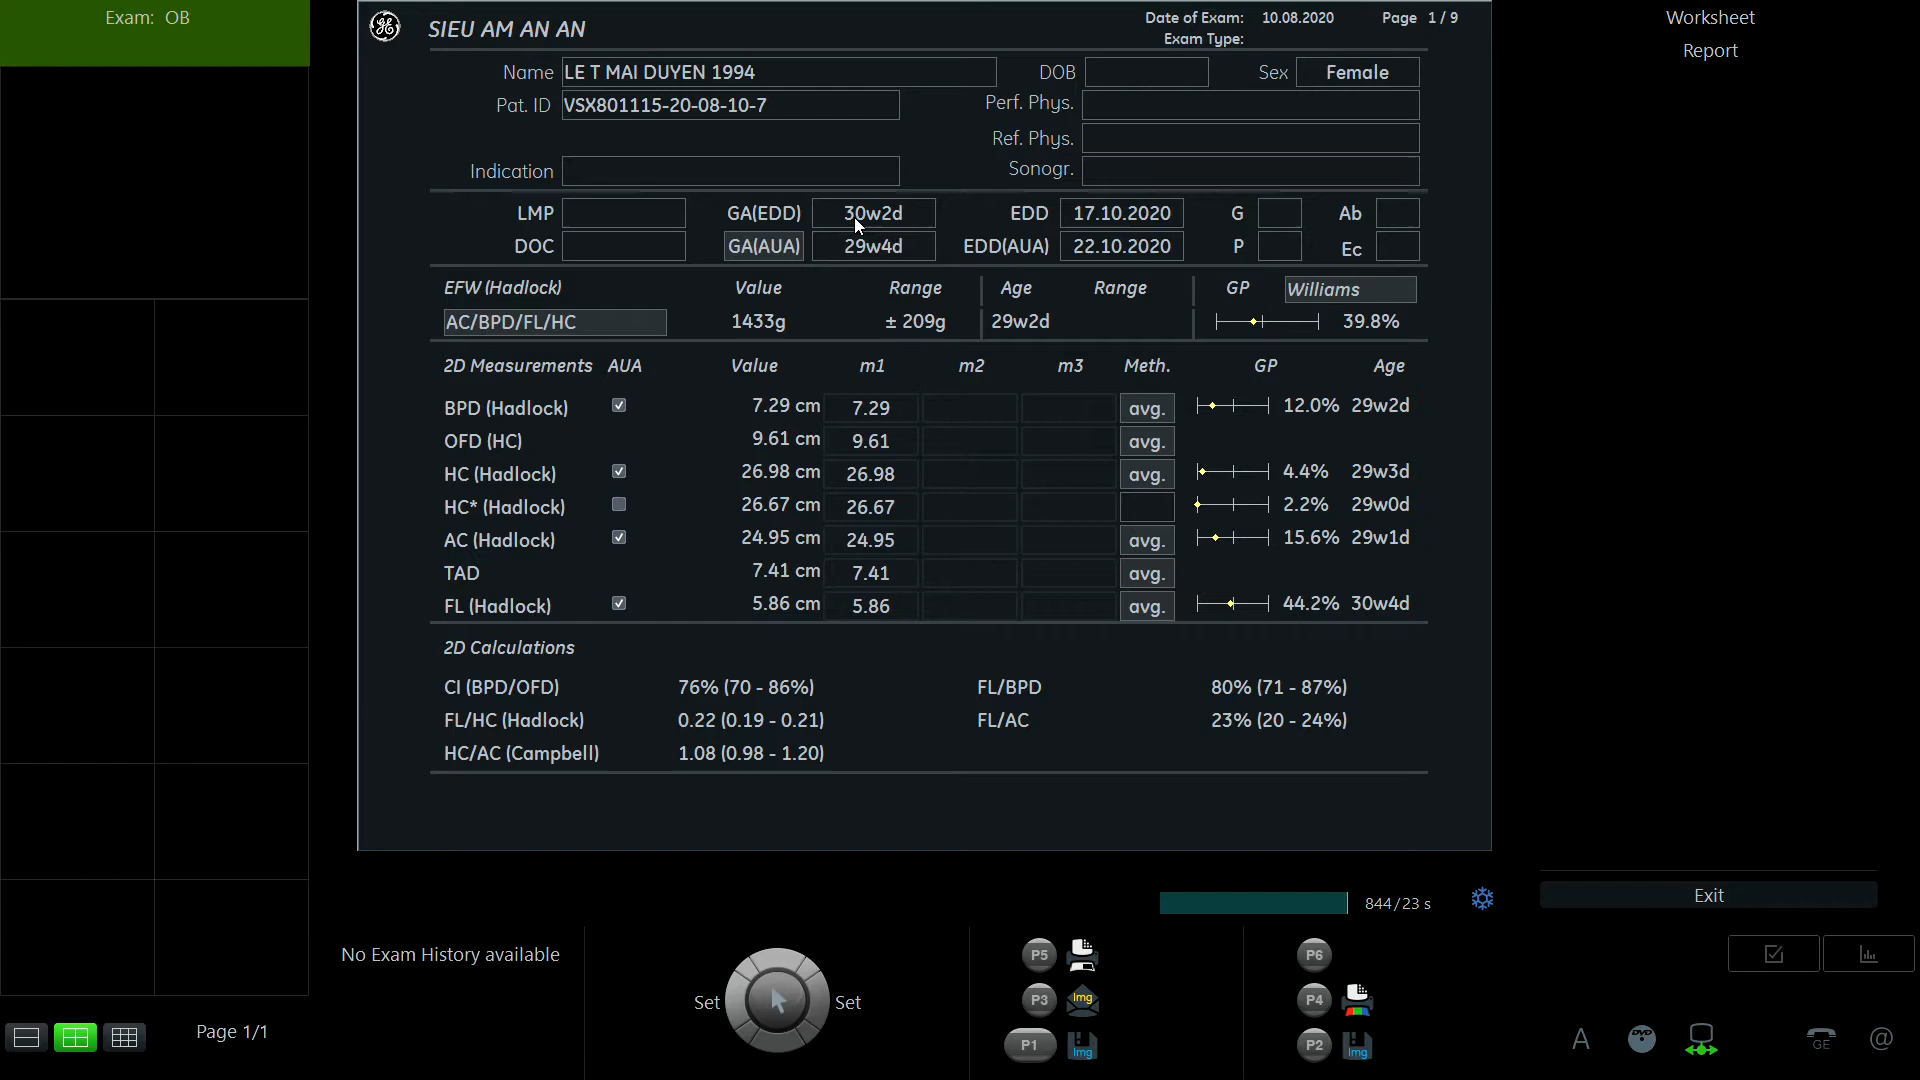 Exam: OB
SIEU AM AN AN
Date of Exam: 10.08.2020 Page 1 / 9
Exam Type:
Name LE T MAI DUYEN 1994 DOB Sex Female
Pat. ID VSX801115-20-08-10-7 Perf. Phys.
Ref. Phys.
Indication Sonogr.
LMP GA(EDD) 30w2d EDD 17.10.2020 G Ab
DOC GA(AUA) 29w4d EDD(AUA) 22.10.2020 P Ec
EFW (Hadlock) Value Range Age Range GP Williams
AC/BPD/FL/HC 1433g ± 209g 29w2d 39.8%
2D Measurements AUA Value m1 m2 m3 Meth. GP Age
BPD (Hadlock) 7.29 cm 7.29 avg. 12.0% 29w2d
OFD (HC) 9.61 cm 9.61 avg.
HC (Hadlock) 26.98 cm 26.98 avg. 4.4% 29w3d
HC* (Hadlock) 26.67 cm 26.67 2.2% 29w0d
AC (Hadlock) 24.95 cm 24.95 avg. 15.6% 29w1d
TAD 7.41 cm 7.41 avg.
FL (Hadlock) 5.86 cm 5.86 avg. 44.2% 30w4d
2D Calculations
CI (BPD/OFD) 76% (70 - 86%) FL/BPD 80% (71 - 87%)
FL/HC (Hadlock) 0.22 (0.19 - 0.21) FL/AC 23% (20 - 24%)
HC/AC (Campbell) 1.08 (0.98 - 1.20)
Worksheet
Report
844/23 s
Exit
No Exam History available
Set Set
P5 P6
P3 Img P4
P1 Img P2 Img
Page 1/1
A DVD GE @